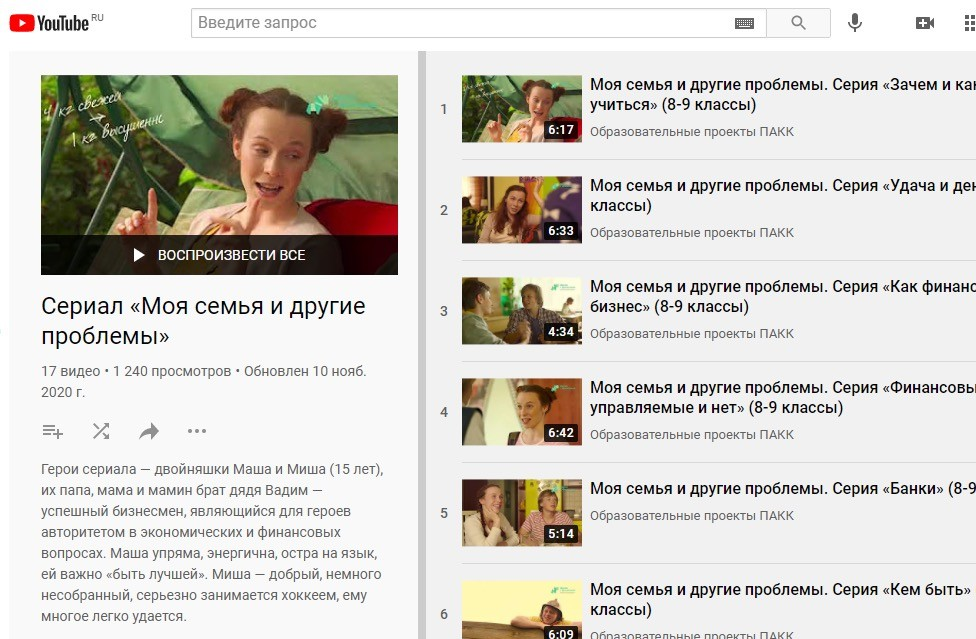 YouTube RU
Введите запрос
4 кг свежей
→
1 кг высушенной
ВОСПРОИЗВЕСТИ ВСЕ
Сериал «Моя семья и другие
проблемы»
17 видео • 1 240 просмотров • Обновлен 10 нояб.
2020 г.
Герои сериала — двойняшки Маша и Миша (15 лет),
их папа, мама и мамин брат дядя Вадим —
успешный бизнесмен, являющийся для героев
авторитетом в экономических и финансовых
вопросах. Маша упряма, энергична, остра на язык,
ей важно «быть лучшей». Миша — добрый, немного
несобранный, серьезно занимается хоккеем, ему
многое легко удается.
1
6:17
Моя семья и другие проблемы. Серия «Зачем и как
учиться» (8-9 классы)
Образовательные проекты ПАКК
2
6:33
Моя семья и другие проблемы. Серия «Удача и ден
классы)
Образовательные проекты ПАКК
3
4:34
Моя семья и другие проблемы. Серия «Как финанс
бизнес» (8-9 классы)
Образовательные проекты ПАКК
4
6:42
Моя семья и другие проблемы. Серия «Финансовы
управляемые и нет» (8-9 классы)
Образовательные проекты ПАКК
5
5:14
Моя семья и другие проблемы. Серия «Банки» (8-9
Образовательные проекты ПАКК
6
6:09
Моя семья и другие проблемы. Серия «Кем быть»
классы)
Образовательные проекты ПАКК